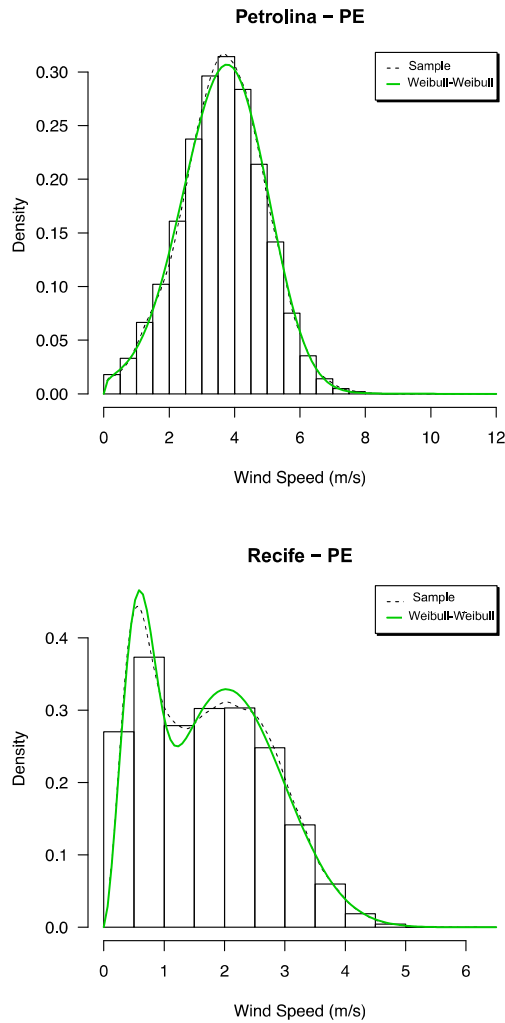 Petrolina − PE
Sample
Weibull-Weibull
0.30
0.25
0.20
0.15
0.10
0.05
0.00
Density
0 2 4 6 8 10 12
Wind Speed (m/s)
Recife − PE
Sample
Weibull-Weibull
0.4
0.3
0.2
0.1
0.0
Density
0 1 2 3 4 5 6
Wind Speed (m/s)